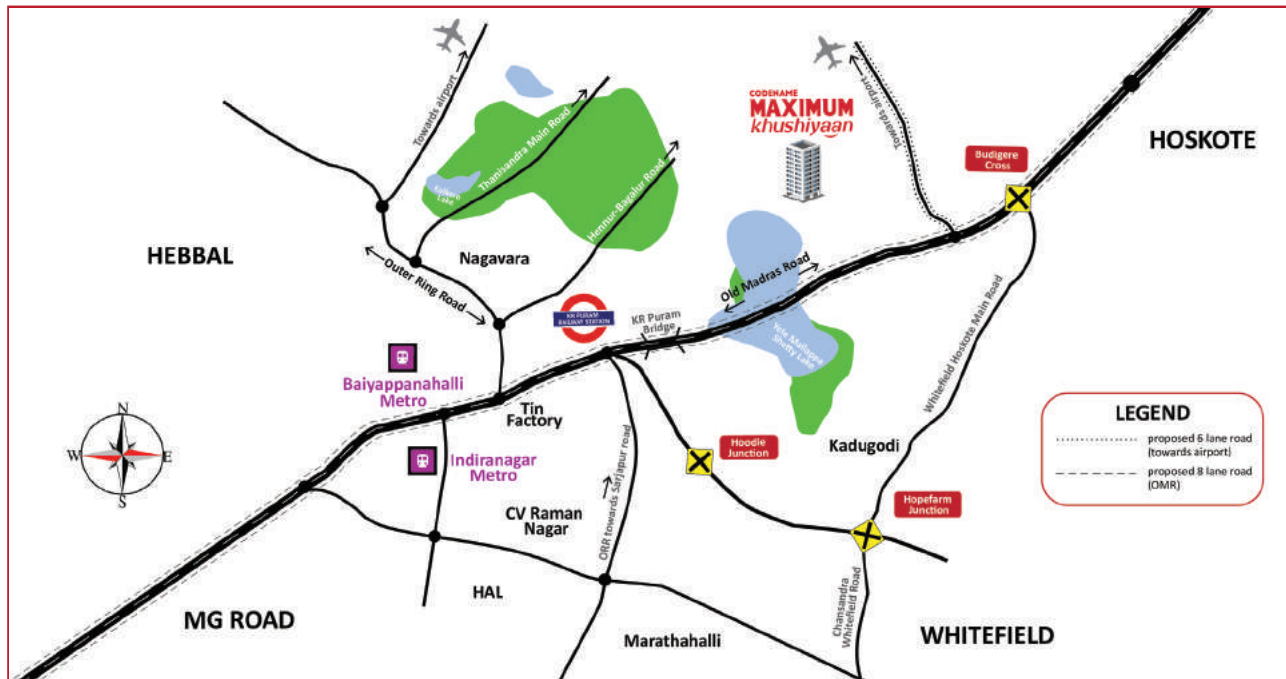 CODENAME
MAXIMUM
khushiyaan
Towards airport
Towards airport
HOSKOTE
Budigere
Cross
Thanisandra Main Road
Kalkere
Lake
Hennur-Bagalur Road
HEBBAL
Nagavara
Outer Ring Road
Old Madras Road
KR PURAM
RAILWAY STATION
KR Puram
Bridge
Yele Mallappa
Shetty Lake
Whitefield Hoskote Main Road
Baiyappanahalli
Metro
Tin
Factory
N
W
E
S
Indiranagar
Metro
Hoodie
Junction
Kadugodi
LEGEND
proposed 6 lane road
(towards airport)
proposed 8 lane road
(OMR)
CV Raman
Nagar
ORR towards Sarjapur road
Hopefarm
Junction
HAL
MG ROAD
Marathahalli
Chansandra
Whitefield Road
WHITEFIELD